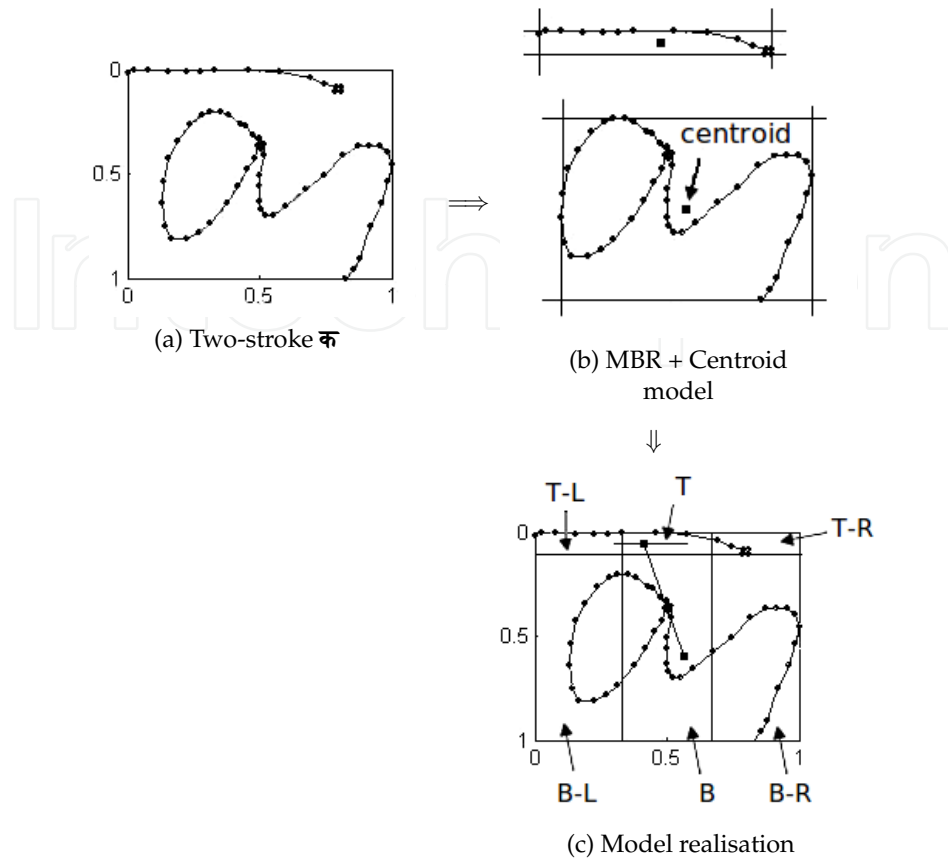 0
0.5
1
0
0.5
1
⟹
(a) Two-stroke क
centroid
(b) MBR + Centroid
model
⇓
T-L
T
T-R
0
0.5
1
0
0.5
1
B-L
B
B-R
(c) Model realisation